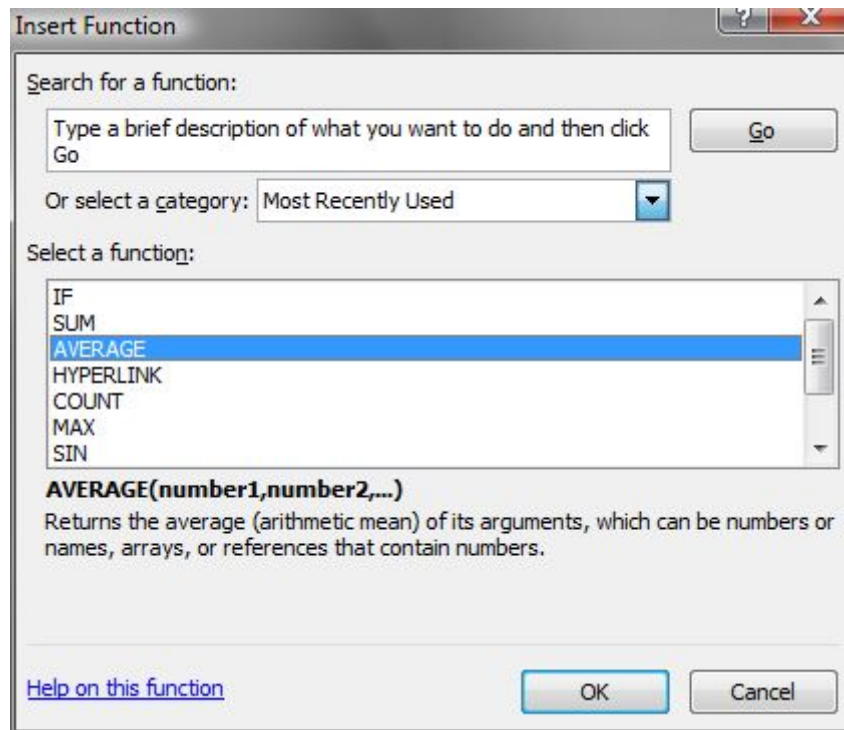 Insert Function
Search for a function:
Type a brief description of what you want to do and then click
Go
Go
Or select a category: Most Recently Used
Select a function:
IF
SUM
AVERAGE
HYPERLINK
COUNT
MAX
SIN
AVERAGE(number1,number2,...)
Returns the average (arithmetic mean) of its arguments, which can be numbers or
names, arrays, or references that contain numbers.
Help on this function
OK
Cancel